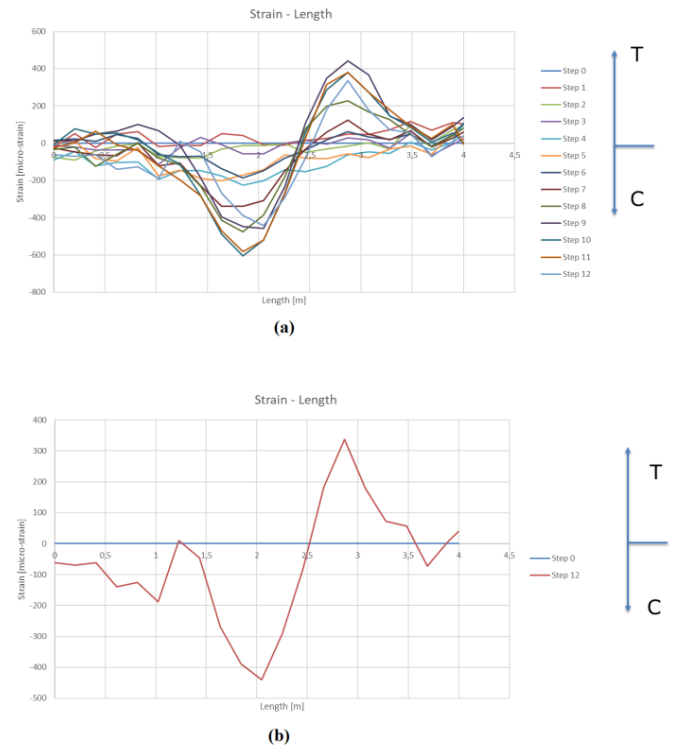 Strain - Length
600
400
200
0
-200
-400
-600
-800
0
0,5
1
1,5
2
2,5
3
3,5
4
4,5
Strain [micro-strain]
Length [m]
Step 0
Step 1
Step 2
Step 3
Step 4
Step 5
Step 6
Step 7
Step 8
Step 9
Step 10
Step 11
Step 12
T
C
(a)
Strain - Length
400
300
200
100
0
-100
-200
-300
-400
-500
0
0,5
1
1,5
2
2,5
3
3,5
4
4,5
Strain [micro-strain]
Length [m]
Step 0
Step 12
T
C
(b)